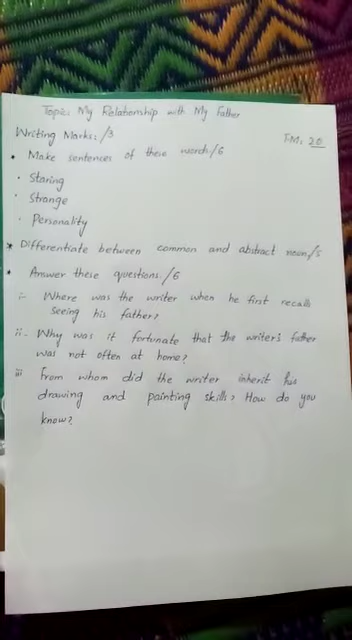 Topic: My Relationship with My Father
Writing Marks: /3
T.M: 20
• Make sentences of these words/6
• Staring
• Strange
• Personality
* Differentiate between common and abstract noun/5
• Answer these questions. /6
i- Where was the writer when he first recalls
seeing his father?
ii- Why was it fortunate that the writer's father
was not often at home?
iii From whom did the writer inherit his
drawing and painting skills? How do you
know?